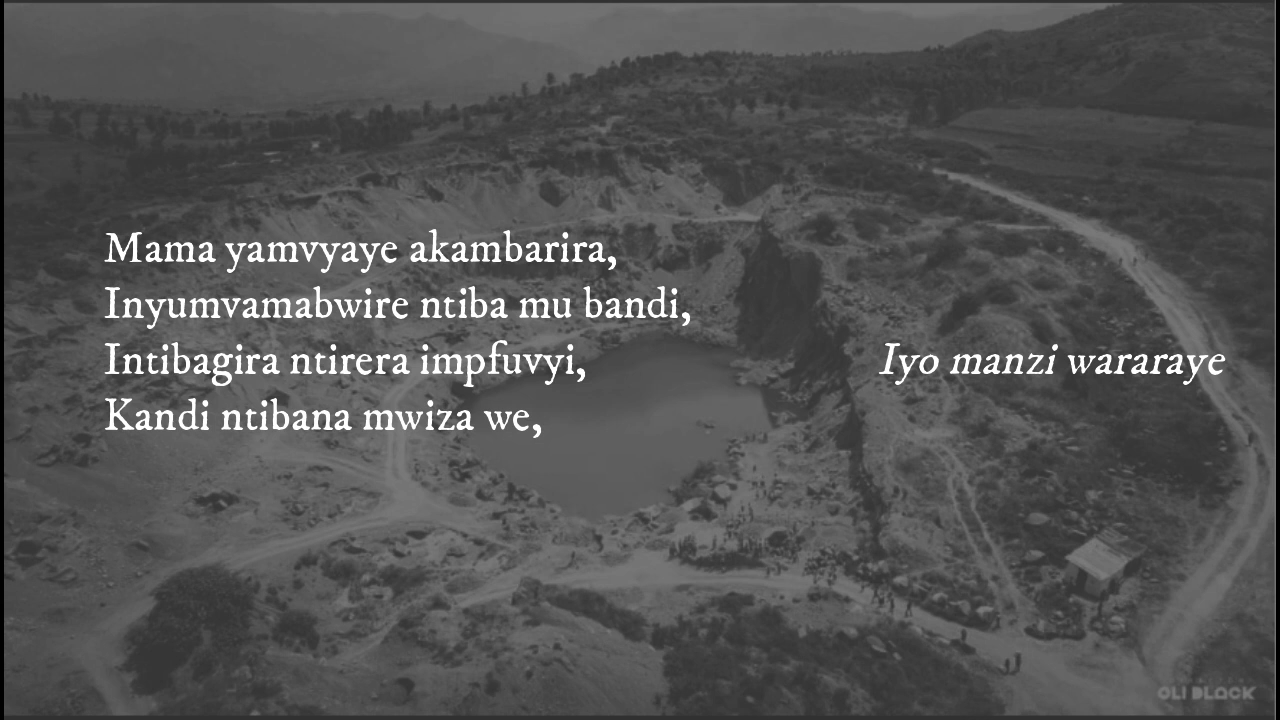 Mama yamvyaye akambarira,
Inyumvamabwire ntiba mu bandi,
Intibagira ntirera impfuvyi,
Iyo manzi wararaye
Kandi ntibana mwiza we,
OLI BLACK